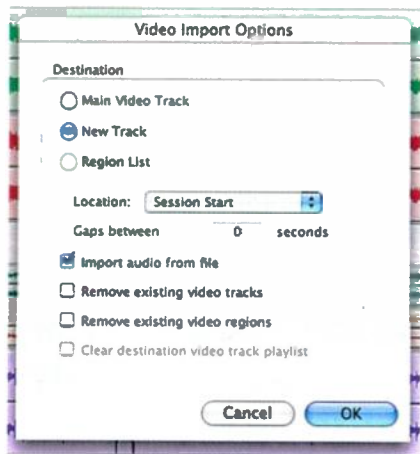 Video Import Options
Destination
Main Video Track
New Track
Region List
Location: Session Start
Gaps between 0 seconds
Import audio from file
Remove existing video tracks
Remove existing video regions
Clear destination video track playlist
Cancel OK